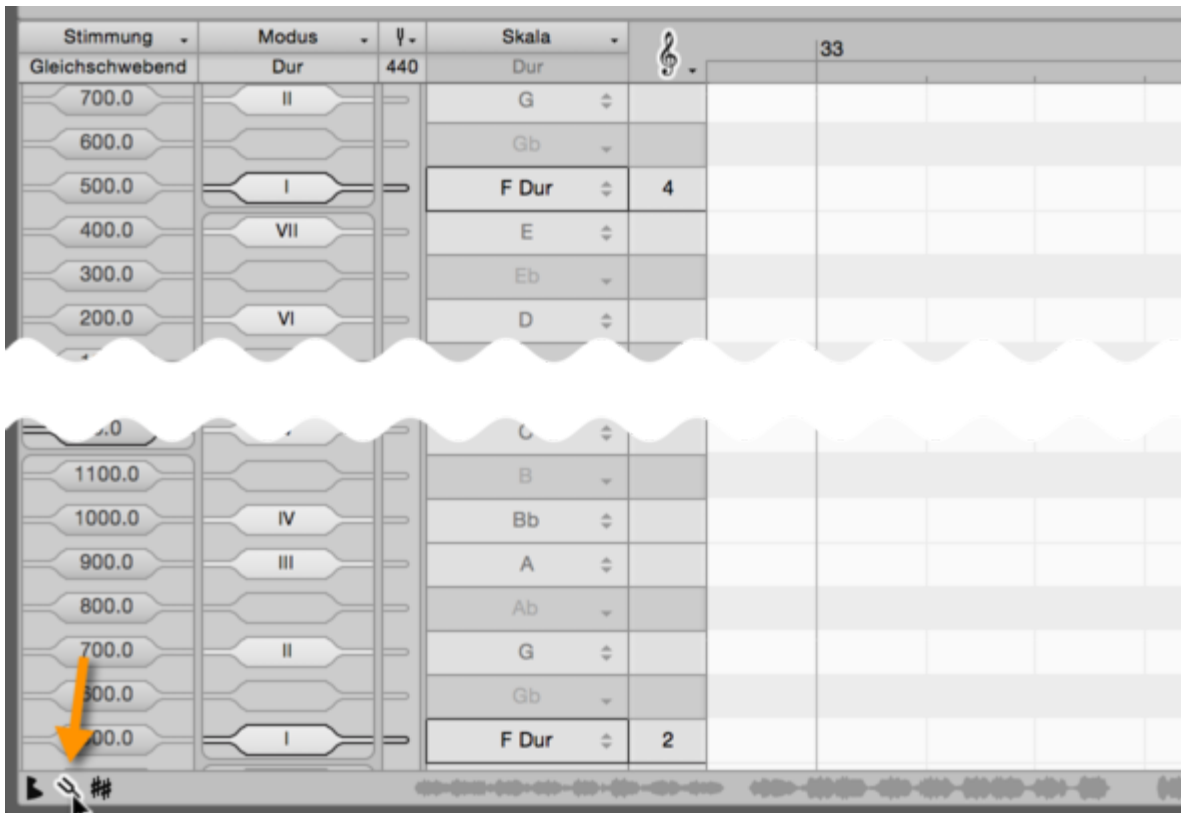 Stimmung Modus Skala
33
Gleichschwebend Dur 440 Dur
700.0 II G
600.0 Gb
500.0 I F Dur 4
400.0 VII E
300.0 Eb
200.0 VI D
1100.0 B
1000.0 IV Bb
900.0 III A
800.0 Ab
700.0 II G
Gb
I F Dur 2